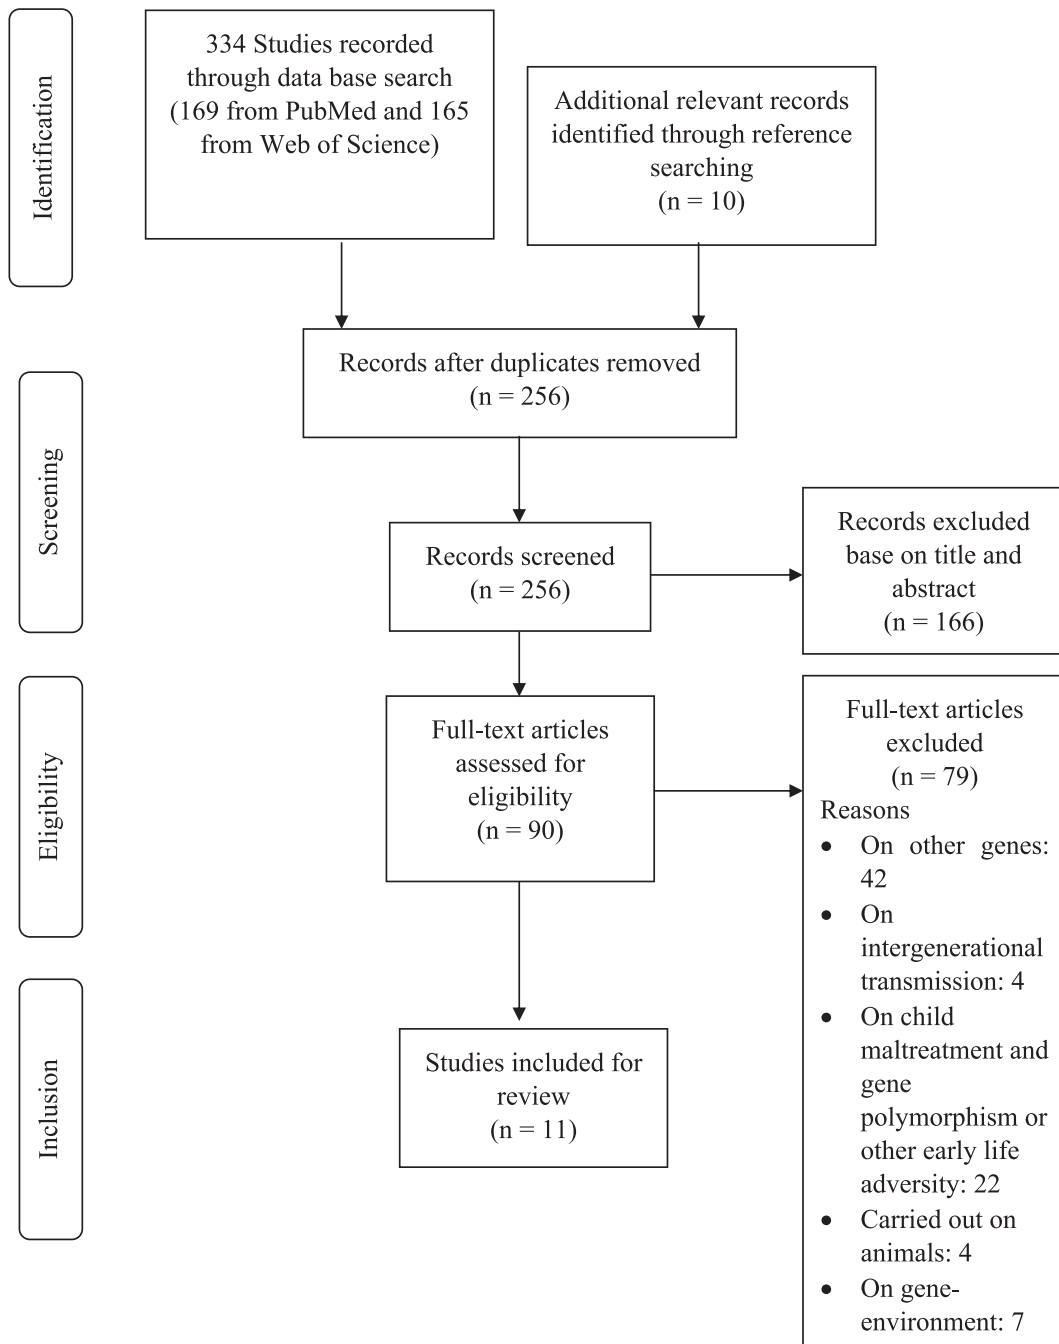 Identification
334 Studies recorded
through data base search
(169 from PubMed and 165
from Web of Science)
Additional relevant records
identified through reference
searching
(n = 10)
Records after duplicates removed
(n = 256)
Screening
Records screened
(n = 256)
Records excluded
base on title and
abstract
(n = 166)
Eligibility
Full-text articles
assessed for
eligibility
(n = 90)
Full-text articles
excluded
(n = 79)
Reasons
• On other genes:
42
• On
intergenerational
transmission: 4
• On child
maltreatment and
gene
polymorphism or
other early life
adversity: 22
• Carried out on
animals: 4
• On gene-
environment: 7
Inclusion
Studies included for
review
(n = 11)